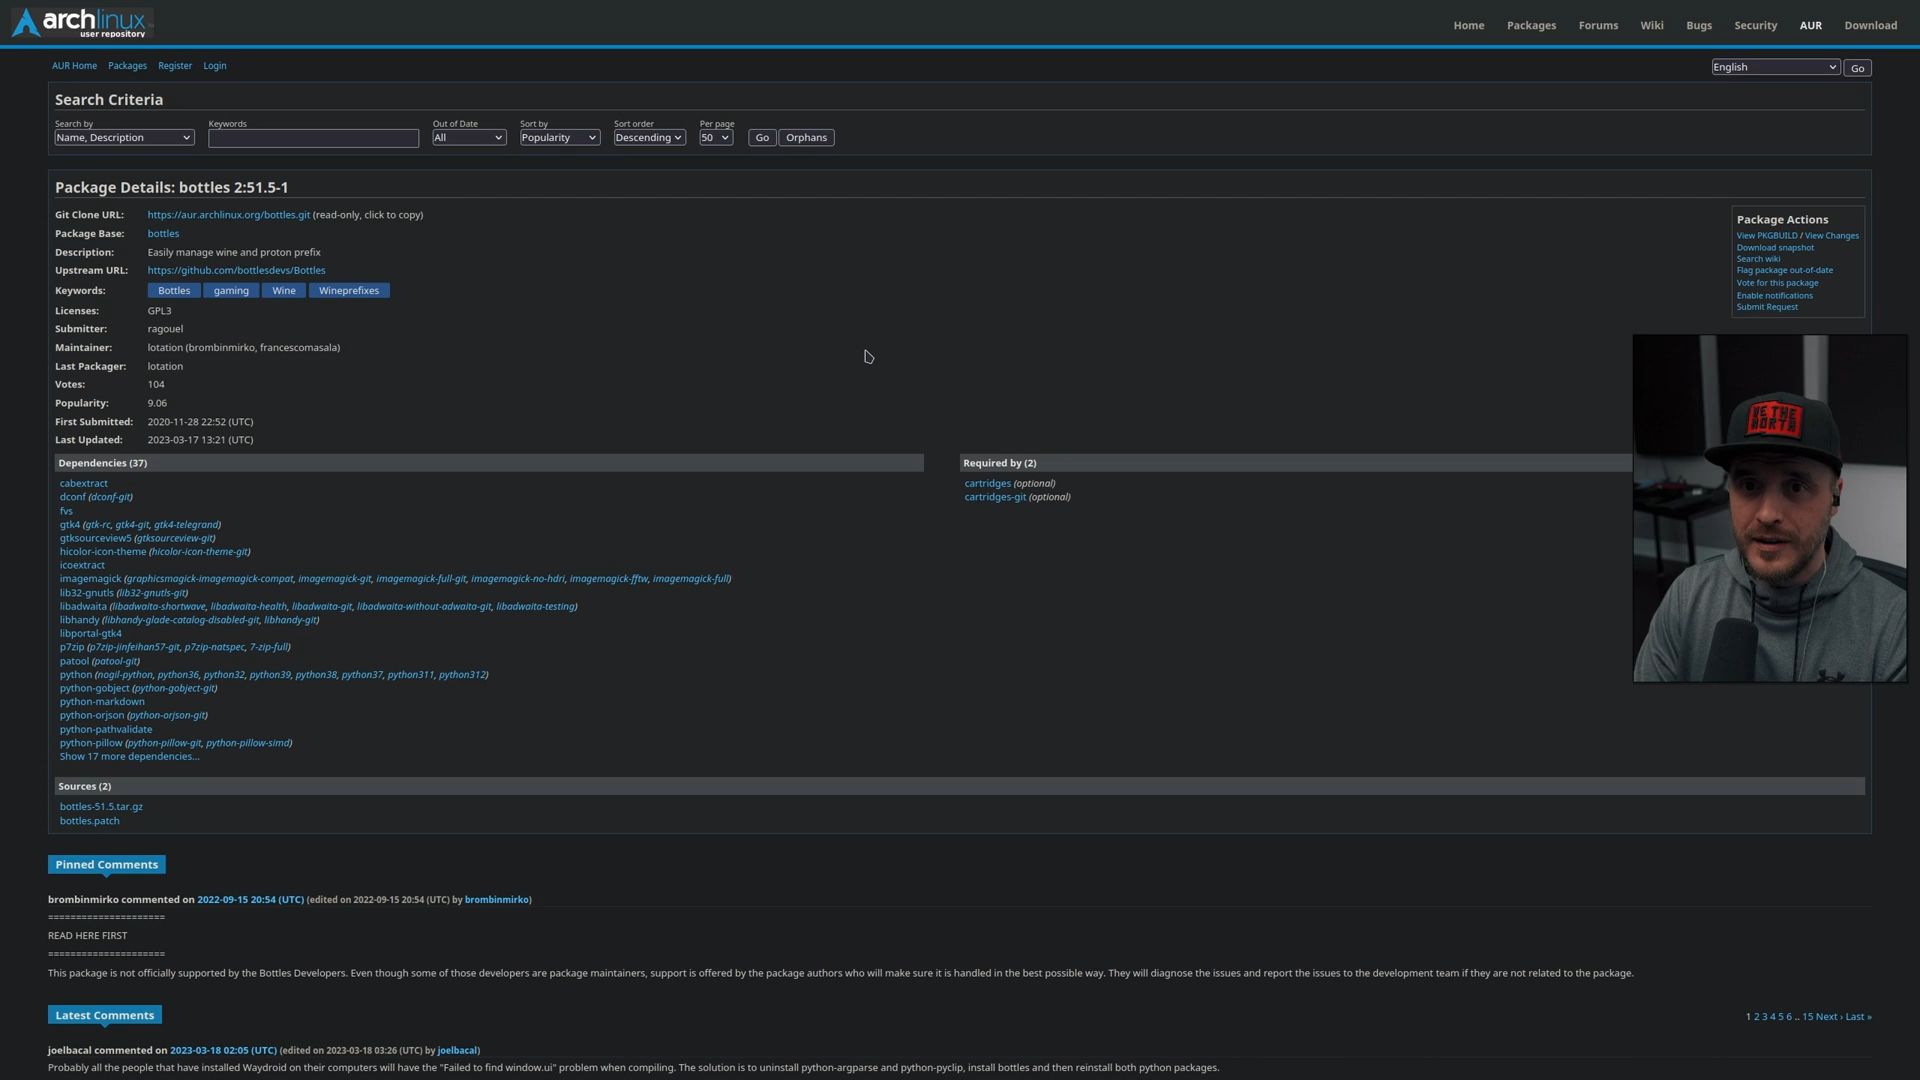 archlinux
user repository
Home Packages Forums Wiki Bugs Security AUR Download
AUR Home Packages Register Login
English Go
Search Criteria
Search by Keywords Out of Date Sort by Sort order Per page
Name, Description All Popularity Descending 50 Go Orphans
Package Details: bottles 2:51.5-1
Git Clone URL: https://aur.archlinux.org/bottles.git (read-only, click to copy)
Package Base: bottles
Description: Easily manage wine and proton prefix
Upstream URL: https://github.com/bottlesdevs/Bottles
Keywords: Bottles gaming Wine Wineprefixes
Licenses: GPL3
Submitter: ragouel
Maintainer: lotation (brombinmirko, francescomasala)
Last Packager: lotation
Votes: 104
Popularity: 9.06
First Submitted: 2020-11-28 22:52 (UTC)
Last Updated: 2023-03-17 13:21 (UTC)
Package Actions
View PKGBUILD / View Changes
Download snapshot
Search wiki
Flag package out-of-date
Vote for this package
Enable notifications
Submit Request
WE THE
NORTH
Dependencies (37)
cabextract
dconf (dconf-git)
fvs
gtk4 (gtk-rc, gtk4-git, gtk4-telegrand)
gtksourceview5 (gtksourceview-git)
hicolor-icon-theme (hicolor-icon-theme-git)
icoextract
imagemagick (graphicsmagick-imagemagick-compat, imagemagick-git, imagemagick-full-git, imagemagick-no-hdri, imagemagick-fftw, imagemagick-full)
lib32-gnutls (lib32-gnutls-git)
libadwaita (libadwaita-shortwave, libadwaita-health, libadwaita-git, libadwaita-without-adwaita-git, libadwaita-testing)
libhandy (libhandy-glade-catalog-disabled-git, libhandy-git)
libportal-gtk4
p7zip (p7zip-jinfeihan57-git, p7zip-natspec, 7-zip-full)
patool (patool-git)
python (nogil-python, python36, python32, python39, python38, python37, python311, python312)
python-gobject (python-gobject-git)
python-markdown
python-orjson (python-orjson-git)
python-pathvalidate
python-pillow (python-pillow-git, python-pillow-simd)
Show 17 more dependencies...
Required by (2)
cartridges (optional)
cartridges-git (optional)
Sources (2)
bottles-51.5.tar.gz
bottles.patch
Pinned Comments
brombinmirko commented on 2022-09-15 20:54 (UTC) (edited on 2022-09-15 20:54 (UTC) by brombinmirko)
=====================
READ HERE FIRST
=====================
This package is not officially supported by the Bottles Developers. Even though some of those developers are package maintainers, support is offered by the package authors who will make sure it is handled in the best possible way. They will diagnose the issues and report the issues to the development team if they are not related to the package.
Latest Comments
1 2 3 4 5 6 .. 15 Next › Last »
joelbacal commented on 2023-03-18 02:05 (UTC) (edited on 2023-03-18 03:26 (UTC) by joelbacal)
Probably all the people that have installed Waydroid on their computers will have the "Failed to find window.ui" problem when compiling. The solution is to uninstall python-argparse and python-pyclip, install bottles and then reinstall both python packages.